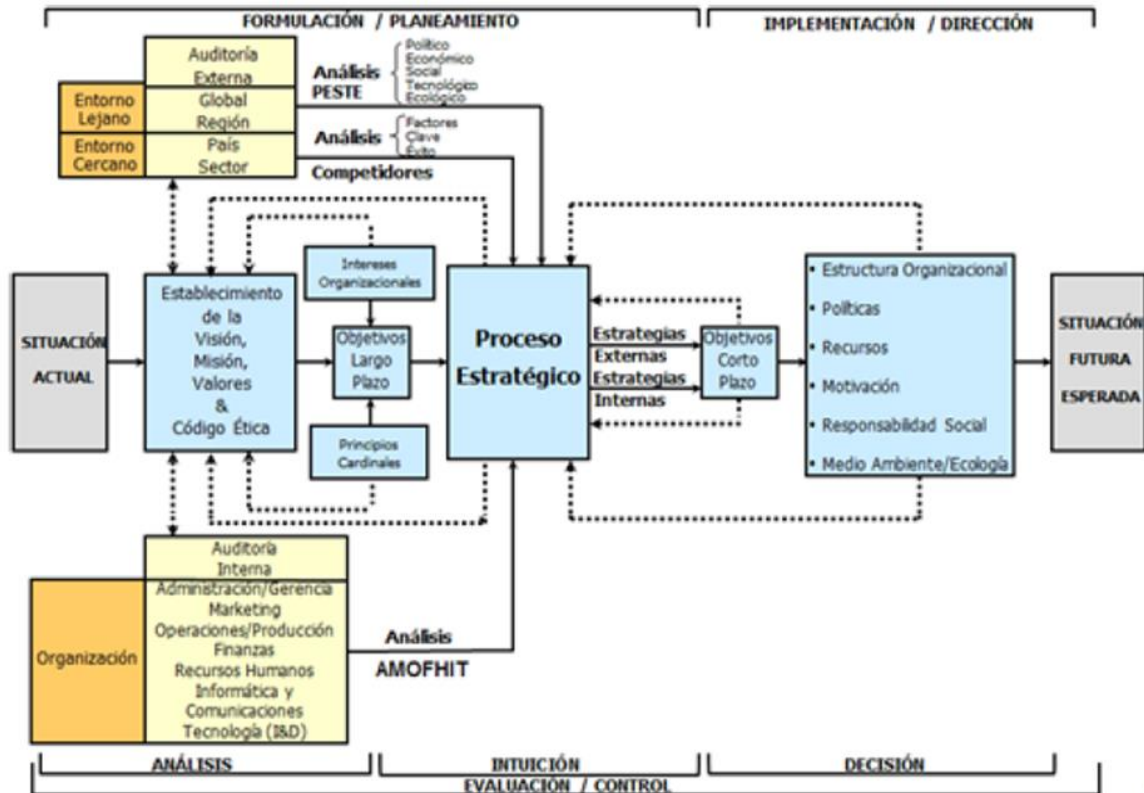 FORMULACIÓN / PLANEAMIENTO
IMPLEMENTACIÓN / DIRECCIÓN
Auditoría
Externa
Entorno
Lejano
Global
Región
Entorno
Cercano
País
Sector
Análisis
PESTE
Político
Económico
Social
Tecnológico
Ecológico
Análisis
Competidores
Factores
Clave
Éxito
SITUACIÓN
ACTUAL
Establecimiento
de la
Visión,
Misión,
Valores
&
Código Ética
Intereses
Organizacionales
Objetivos
Largo
Plazo
Principios
Cardinales
Proceso
Estratégico
Estrategias
Externas
Estrategias
Internas
Objetivos
Corto
Plazo
• Estructura Organizacional
• Políticas
• Recursos
• Motivación
• Responsabilidad Social
• Medio Ambiente/Ecología
SITUACIÓN
FUTURA
ESPERADA
Organización
Auditoría
Interna
Administración/Gerencia
Marketing
Operaciones/Producción
Finanzas
Recursos Humanos
Informática y
Comunicaciones
Tecnología (I&D)
Análisis
AMOFHIT
ANÁLISIS
INTUICIÓN
DECISIÓN
EVALUACIÓN / CONTROL